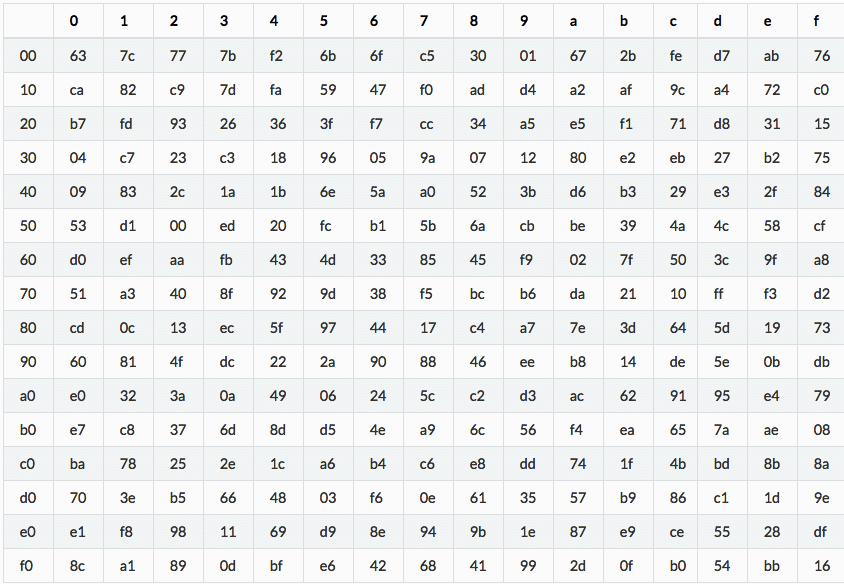 0 1 2 3 4 5 6 7 8 9 a b c d e f
00 63 7c 77 7b f2 6b 6f c5 30 01 67 2b fe d7 ab 76
10 ca 82 c9 7d fa 59 47 f0 ad d4 a2 af 9c a4 72 c0
20 b7 fd 93 26 36 3f f7 cc 34 a5 e5 f1 71 d8 31 15
30 04 c7 23 c3 18 96 05 9a 07 12 80 e2 eb 27 b2 75
40 09 83 2c 1a 1b 6e 5a a0 52 3b d6 b3 29 e3 2f 84
50 53 d1 00 ed 20 fc b1 5b 6a cb be 39 4a 4c 58 cf
60 d0 ef aa fb 43 4d 33 85 45 f9 02 7f 50 3c 9f a8
70 51 a3 40 8f 92 9d 38 f5 bc b6 da 21 10 ff f3 d2
80 cd 0c 13 ec 5f 97 44 17 c4 a7 7e 3d 64 5d 19 73
90 60 81 4f dc 22 2a 90 88 46 ee b8 14 de 5e 0b db
a0 e0 32 3a 0a 49 06 24 5c c2 d3 ac 62 91 95 e4 79
b0 e7 c8 37 6d 8d d5 4e a9 6c 56 f4 ea 65 7a ae 08
c0 ba 78 25 2e 1c a6 b4 c6 e8 dd 74 1f 4b bd 8b 8a
d0 70 3e b5 66 48 03 f6 0e 61 35 57 b9 86 c1 1d 9e
e0 e1 f8 98 11 69 d9 8e 94 9b 1e 87 e9 ce 55 28 df
f0 8c a1 89 0d bf e6 42 68 41 99 2d 0f b0 54 bb 16